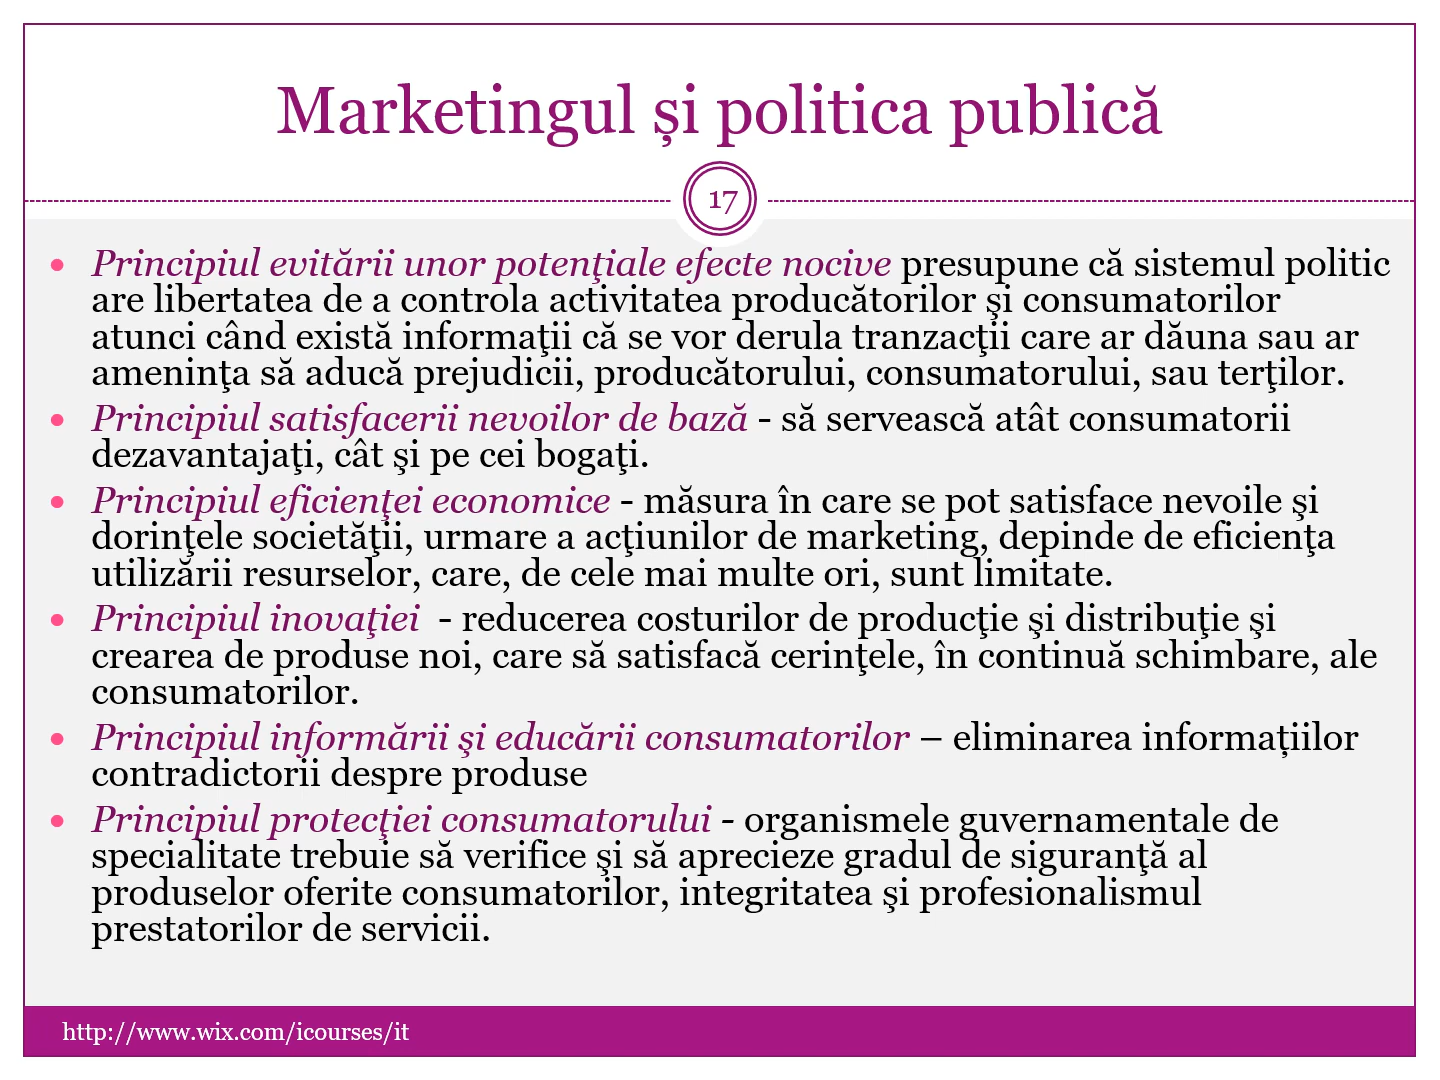 Marketingul și politica publică
17
• Principiul evitării unor potenţiale efecte nocive presupune că sistemul politic
are libertatea de a controla activitatea producătorilor şi consumatorilor
atunci când există informaţii că se vor derula tranzacţii care ar dăuna sau ar
ameninţa să aducă prejudicii, producătorului, consumatorului, sau terţilor.
• Principiul satisfacerii nevoilor de bază - să servească atât consumatorii
dezavantajaţi, cât şi pe cei bogaţi.
• Principiul eficienţei economice - măsura în care se pot satisface nevoile şi
dorinţele societăţii, urmare a acţiunilor de marketing, depinde de eficienţa
utilizării resurselor, care, de cele mai multe ori, sunt limitate.
• Principiul inovaţiei - reducerea costurilor de producţie şi distribuţie şi
crearea de produse noi, care să satisfacă cerinţele, în continuă schimbare, ale
consumatorilor.
• Principiul informării şi educării consumatorilor – eliminarea informațiilor
contradictorii despre produse
• Principiul protecţiei consumatorului - organismele guvernamentale de
specialitate trebuie să verifice şi să aprecieze gradul de siguranţă al
produselor oferite consumatorilor, integritatea şi profesionalismul
prestatorilor de servicii.
http://www.wix.com/icourses/it